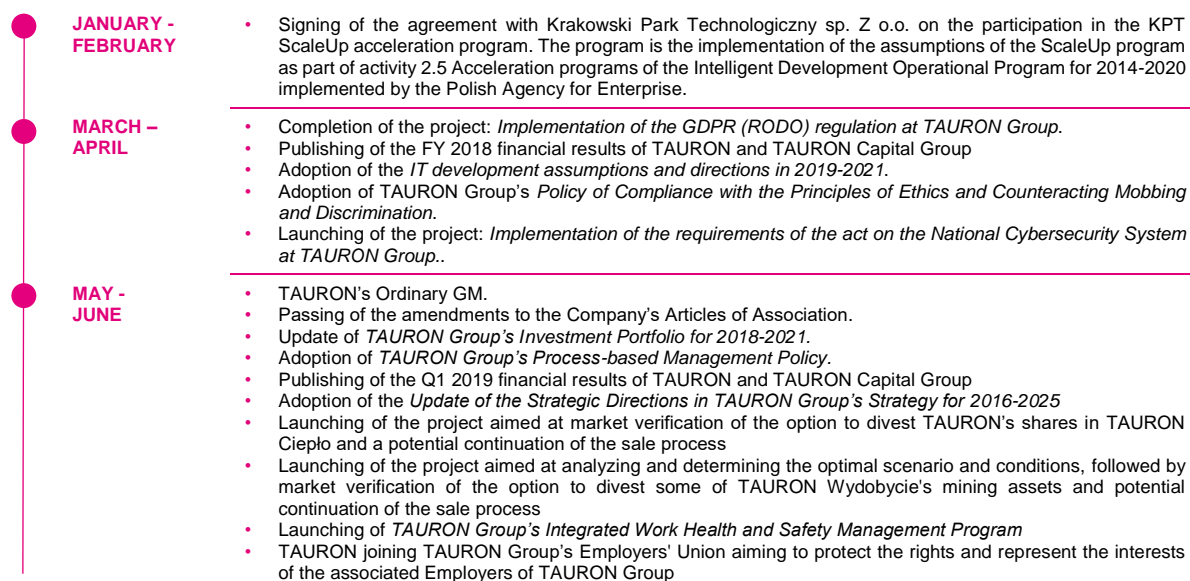 JANUARY -
FEBRUARY
• Signing of the agreement with Krakowski Park Technologiczny sp. Z o.o. on the participation in the KPT
ScaleUp acceleration program. The program is the implementation of the assumptions of the ScaleUp program
as part of activity 2.5 Acceleration programs of the Intelligent Development Operational Program for 2014-2020
implemented by the Polish Agency for Enterprise.
MARCH –
APRIL
• Completion of the project: Implementation of the GDPR (RODO) regulation at TAURON Group.
• Publishing of the FY 2018 financial results of TAURON and TAURON Capital Group
• Adoption of the IT development assumptions and directions in 2019-2021.
• Adoption of TAURON Group's Policy of Compliance with the Principles of Ethics and Counteracting Mobbing
and Discrimination.
• Launching of the project: Implementation of the requirements of the act on the National Cybersecurity System
at TAURON Group..
MAY -
JUNE
• TAURON's Ordinary GM.
• Passing of the amendments to the Company's Articles of Association.
• Update of TAURON Group's Investment Portfolio for 2018-2021.
• Adoption of TAURON Group's Process-based Management Policy.
• Publishing of the Q1 2019 financial results of TAURON and TAURON Capital Group
• Adoption of the Update of the Strategic Directions in TAURON Group's Strategy for 2016-2025
• Launching of the project aimed at market verification of the option to divest TAURON's shares in TAURON
Ciepło and a potential continuation of the sale process
• Launching of the project aimed at analyzing and determining the optimal scenario and conditions, followed by
market verification of the option to divest some of TAURON Wydobycie's mining assets and potential
continuation of the sale process
• Launching of TAURON Group's Integrated Work Health and Safety Management Program
• TAURON joining TAURON Group's Employers' Union aiming to protect the rights and represent the interests
of the associated Employers of TAURON Group